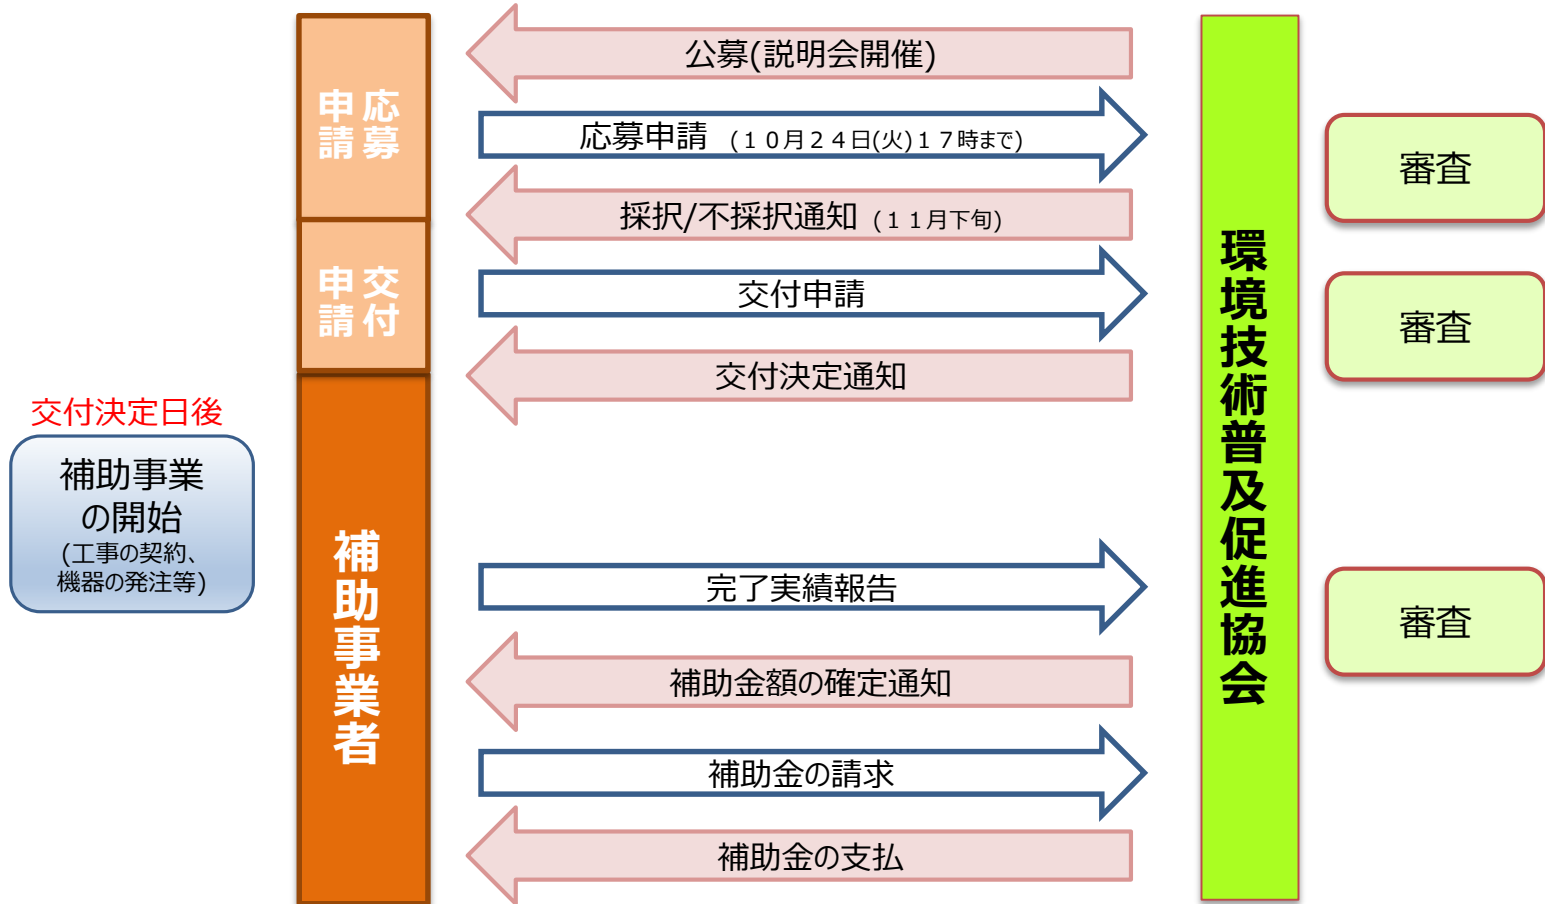 公募(説明会開催)
応募
申請
応募申請 (１０月２４日(火)１７時まで)
審査
採択/不採択通知 (１１月下旬)
交付
申請
交付申請
審査
交付決定通知
交付決定日後
補助事業
の開始
(工事の契約、
機器の発注等)
補助事業者
環境技術普及促進協会
完了実績報告
審査
補助金額の確定通知
補助金の請求
補助金の支払